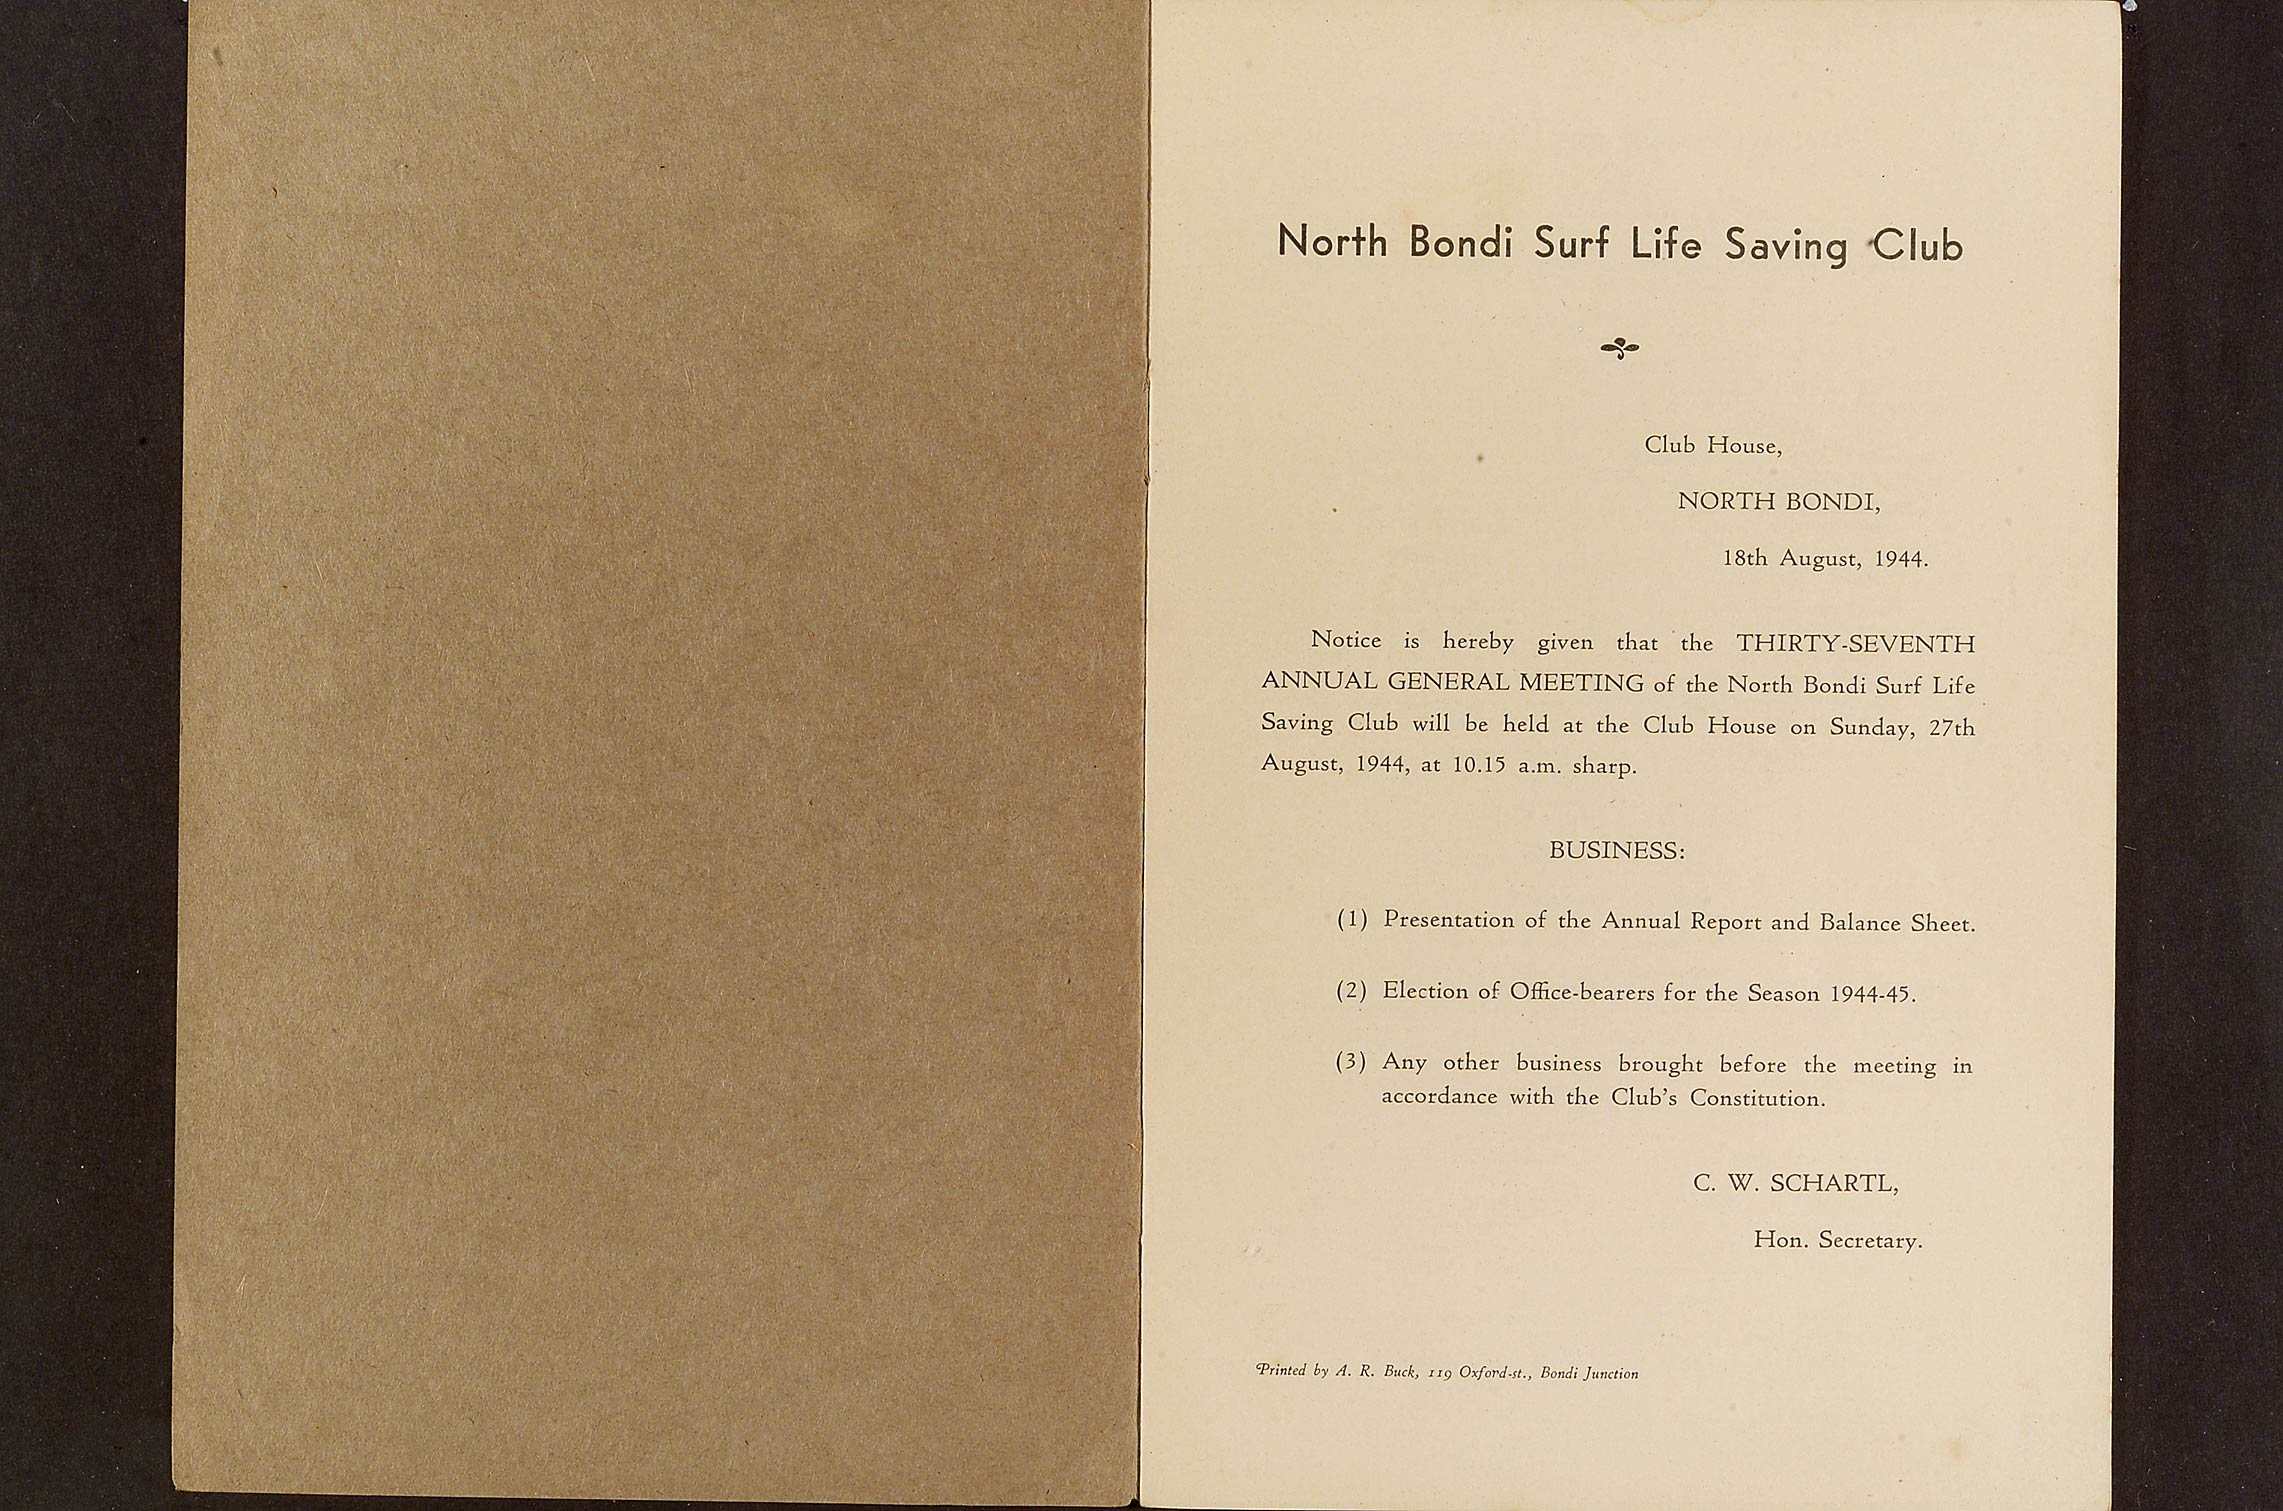 North Bondi Surf Life Saving Club
Club House,
NORTH BONDI,
18th August, 1944.
Notice is hereby given that the THIRTY-SEVENTH
ANNUAL GENERAL MEETING of the North Bondi Surf Life
Saving Club will be held at the Club House on Sunday, 27th
August, 1944, at 10.15 a.m. sharp.
BUSINESS:
(1) Presentation of the Annual Report and Balance Sheet.
(2) Election of Office-bearers for the Season 1944-45.
(3) Any other business brought before the meeting in
accordance with the Club's Constitution.
C. W. SCHARTL,
Hon. Secretary.
Printed by A. R. Buck, 119 Oxford-st., Bondi Junction